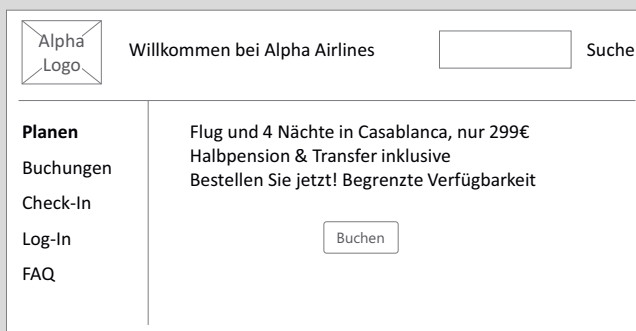 Alpha
Logo
Willkommen bei Alpha Airlines
Suche
Planen
Buchungen
Check-In
Log-In
FAQ
Flug und 4 Nächte in Casablanca, nur 299€
Halbpension & Transfer inklusive
Bestellen Sie jetzt! Begrenzte Verfügbarkeit
Buchen